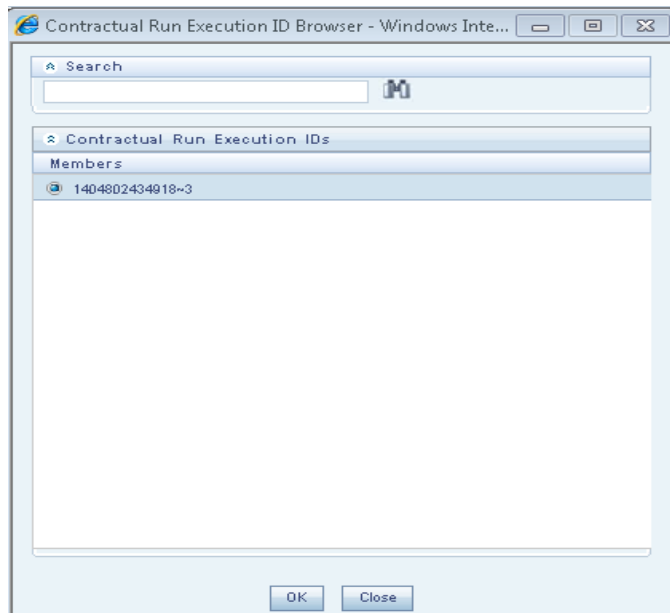 Contractual Run Execution ID Browser - Windows Inte...
Search
Contractual Run Execution IDs
Members
1404802434918~3
OK Close